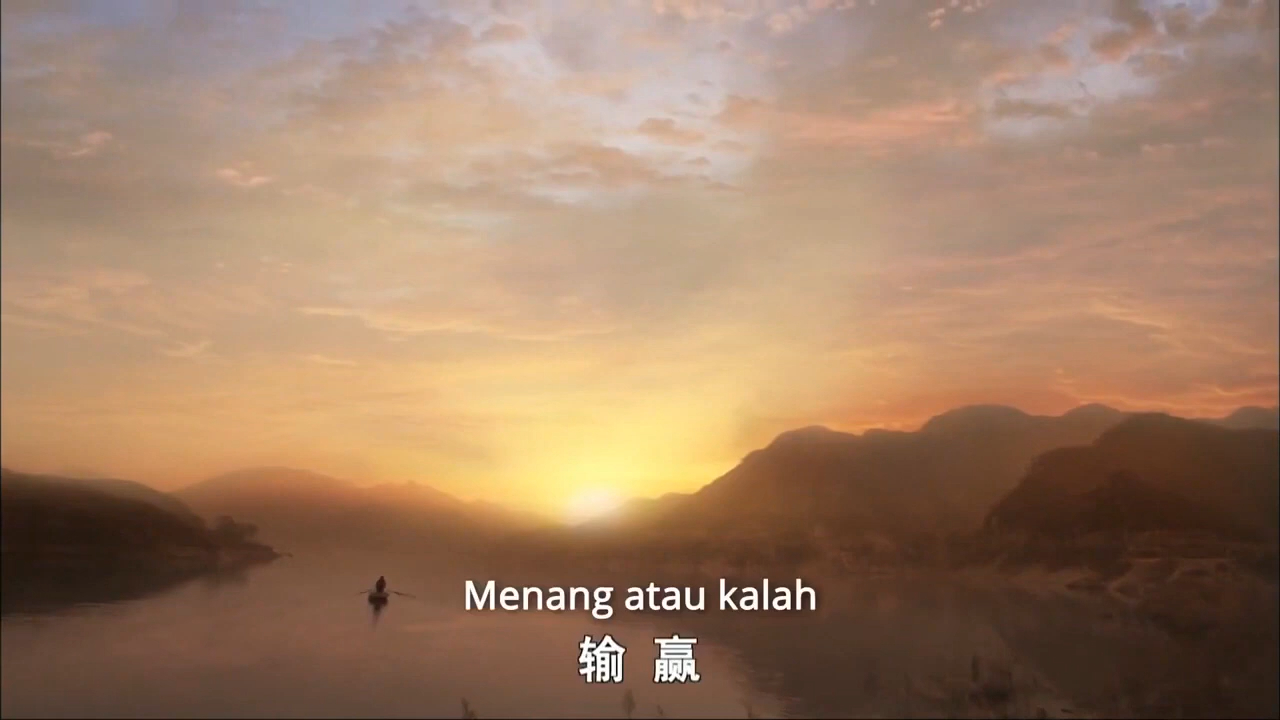 Menang atau kalah
输 赢